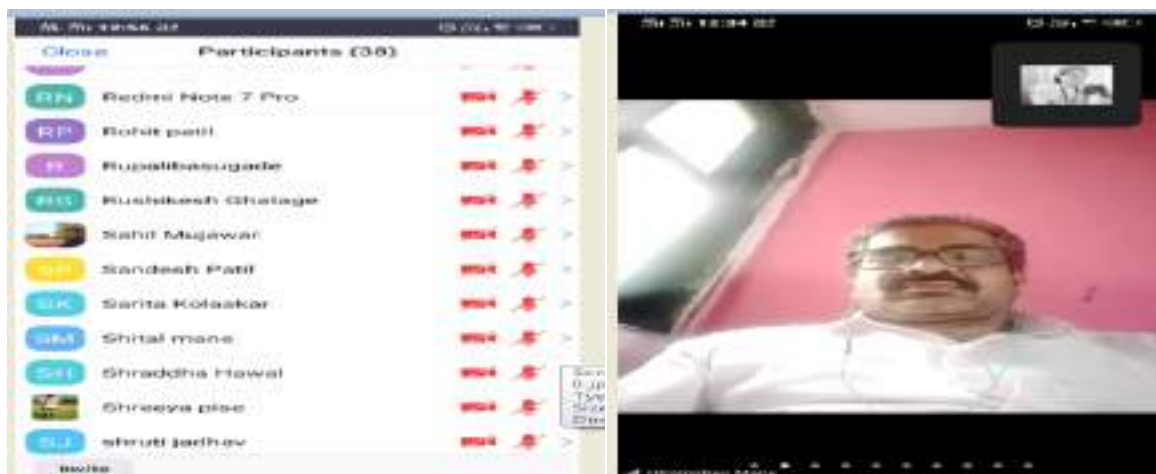 Close Participants (38)
RN Redmi Note 7 Pro
RP Rohit patil
R Rupalibasugade
RG Rushikesh Ghatage
Sahil Mujawar
SP Sandesh Patil
SK Sarita Kolaskar
SM Shital mane
SH Shraddha Hawal
Shreeya pise
SJ shruti jadhav
Invite